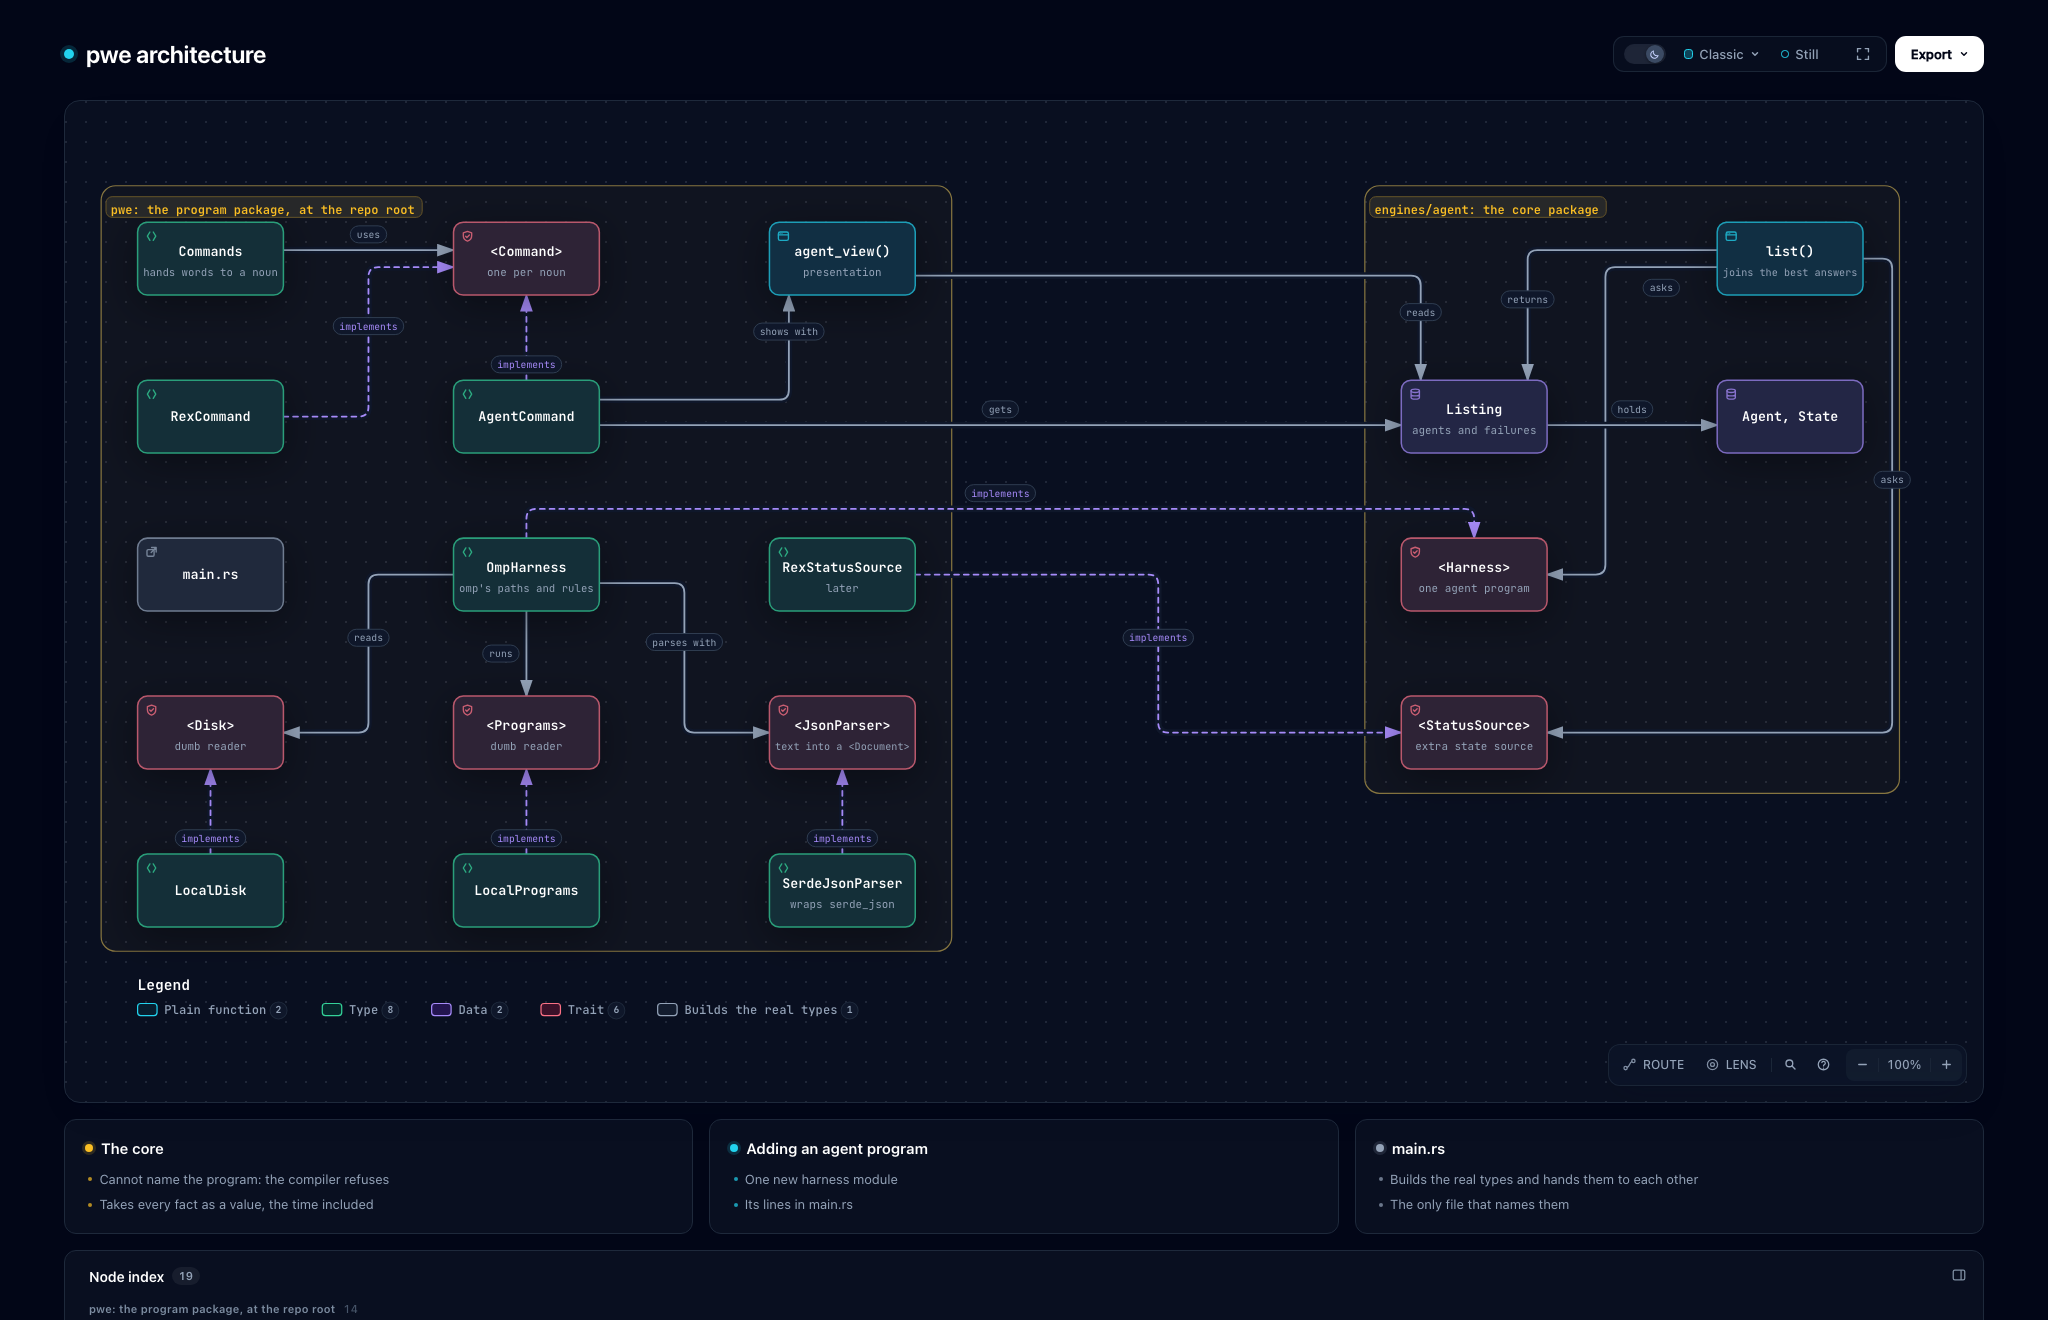 pwe architecture
Classic
Still
Export
pwe: the program package, at the repo root
engines/agent: the core package
Commands
hands words to a noun
uses
<Command>
one per noun
agent_view()
presentation
list()
joins the best answers
implements
implements
shows with
reads
returns
asks
RexCommand
AgentCommand
gets
Listing
agents and failures
holds
Agent, State
asks
implements
main.rs
OmpHarness
omp's paths and rules
RexStatusSource
later
<Harness>
one agent program
reads
runs
parses with
implements
<Disk>
dumb reader
<Programs>
dumb reader
<JsonParser>
text into a <Document>
<StatusSource>
extra state source
implements
implements
implements
LocalDisk
LocalPrograms
SerdeJsonParser
wraps serde_json
Legend
Plain function 2
Type 8
Data 2
Trait 6
Builds the real types 1
ROUTE
LENS
100%
The core
Cannot name the program: the compiler refuses
Takes every fact as a value, the time included
Adding an agent program
One new harness module
Its lines in main.rs
main.rs
Builds the real types and hands them to each other
The only file that names them
Node index 19
pwe: the program package, at the repo root 14